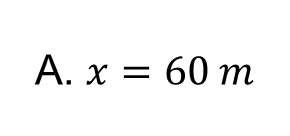 A. x = 60 m